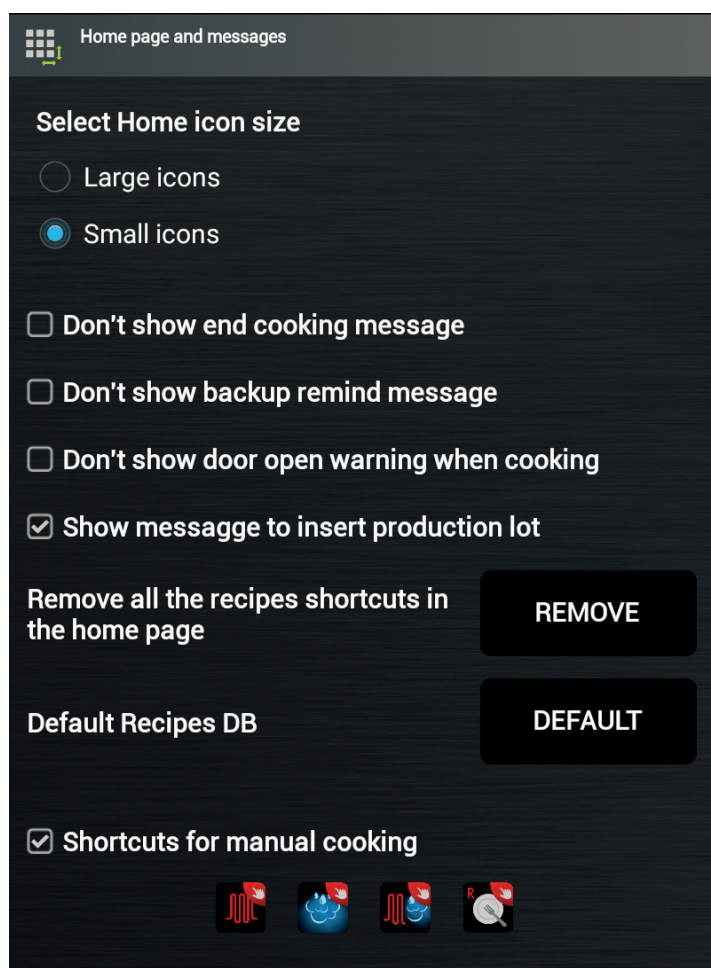 Home page and messages
Select Home icon size
Large icons
Small icons
Don't show end cooking message
Don't show backup remind message
Don't show door open warning when cooking
Show messagge to insert production lot
Remove all the recipes shortcuts in
the home page
REMOVE
Default Recipes DB
DEFAULT
Shortcuts for manual cooking
R